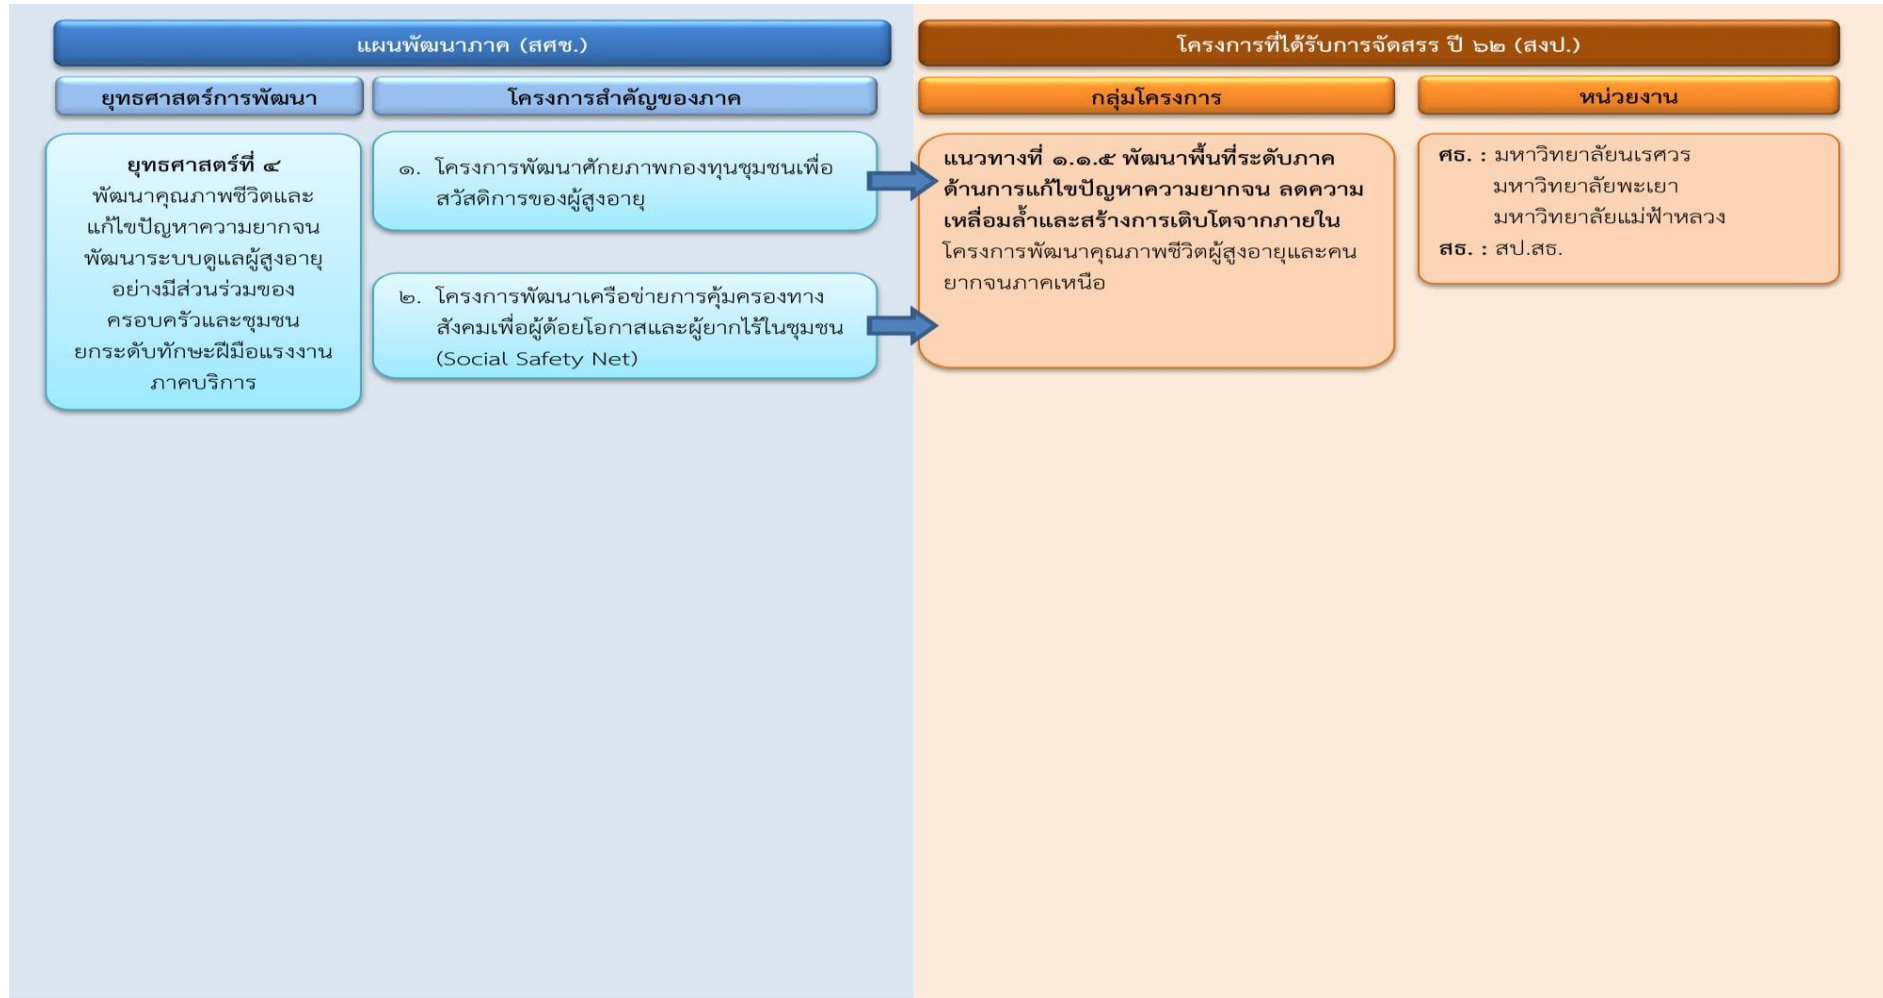 แผนพัฒนาภาค (สศช.)
โครงการที่ได้รับการจัดสรร ปี ๖๒ (สงป.)
ยุทธศาสตร์การพัฒนา
โครงการสำคัญของภาค
กลุ่มโครงการ
หน่วยงาน
ยุทธศาสตร์ที่ ๔
พัฒนาคุณภาพชีวิตและ
แก้ไขปัญหาความยากจน
พัฒนาระบบดูแลผู้สูงอายุ
อย่างมีส่วนร่วมของ
ครอบครัวและชุมชน
ยกระดับทักษะฝีมือแรงงาน
ภาคบริการ
๑. โครงการพัฒนาศักยภาพกองทุนชุมชนเพื่อ
สวัสดิการของผู้สูงอายุ
๒. โครงการพัฒนาเครือข่ายการคุ้มครองทาง
สังคมเพื่อผู้ด้อยโอกาสและผู้ยากไร้ในชุมชน
(Social Safety Net)
แนวทางที่ ๑.๑.๕ พัฒนาพื้นที่ระดับภาค
ด้านการแก้ไขปัญหาความยากจน ลดความ
เหลื่อมล้ำและสร้างการเติบโตจากภายใน
โครงการพัฒนาคุณภาพชีวิตผู้สูงอายุและคน
ยากจนภาคเหนือ
ศธ. : มหาวิทยาลัยนเรศวร
มหาวิทยาลัยพะเยา
มหาวิทยาลัยแม่ฟ้าหลวง
สธ. : สป.สธ.